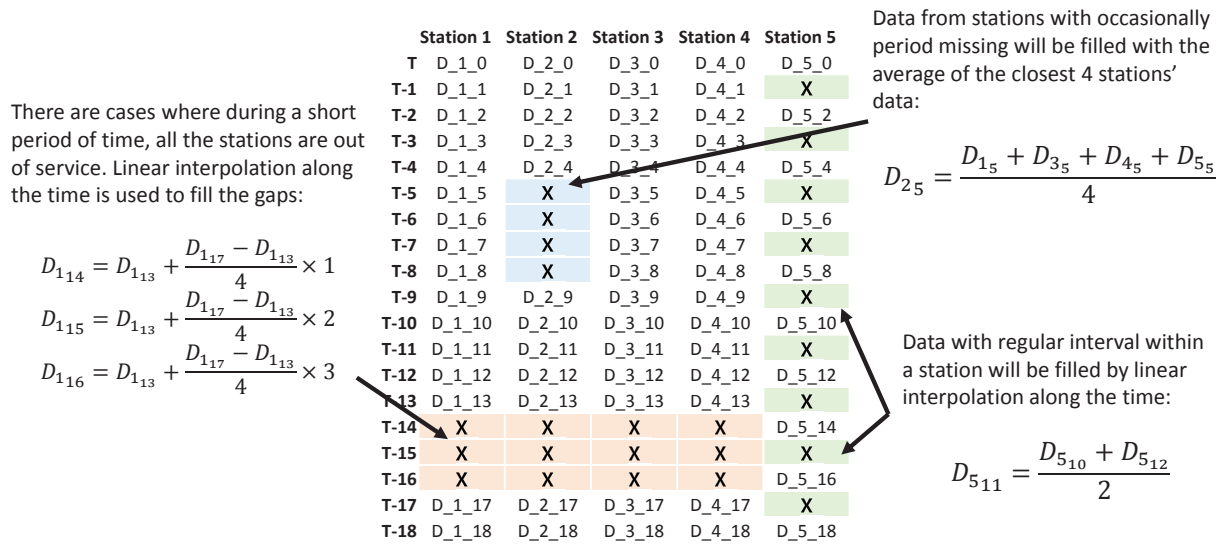 There are cases where during a short
period of time, all the stations are out
of service. Linear interpolation along
the time is used to fill the gaps:
D_{1_{14}} = D_{1_{13}} + \frac{D_{1_{17}} - D_{1_{13}}}{4} × 1
D_{1_{15}} = D_{1_{13}} + \frac{D_{1_{17}} - D_{1_{13}}}{4} × 2
D_{1_{16}} = D_{1_{13}} + \frac{D_{1_{17}} - D_{1_{13}}}{4} × 3
Station 1 Station 2 Station 3 Station 4 Station 5
T D_1_0 D_2_0 D_3_0 D_4_0 D_5_0
T-1 D_1_1 D_2_1 D_3_1 D_4_1 X
T-2 D_1_2 D_2_2 D_3_2 D_4_2 D_5_2
T-3 D_1_3 D_2_3 D_3_3 D_4_3 X
T-4 D_1_4 D_2_4 D_3_4 D_4_4 D_5_4
T-5 D_1_5 X D_3_5 D_4_5 X
T-6 D_1_6 X D_3_6 D_4_6 D_5_6
T-7 D_1_7 X D_3_7 D_4_7 X
T-8 D_1_8 X D_3_8 D_4_8 D_5_8
T-9 D_1_9 D_2_9 D_3_9 D_4_9 X
T-10 D_1_10 D_2_10 D_3_10 D_4_10 D_5_10
T-11 D_1_11 D_2_11 D_3_11 D_4_11 X
T-12 D_1_12 D_2_12 D_3_12 D_4_12 D_5_12
T-13 D_1_13 D_2_13 D_3_13 D_4_13 X
T-14 X X X X D_5_14
T-15 X X X X X
T-16 X X X X D_5_16
T-17 D_1_17 D_2_17 D_3_17 D_4_17 X
T-18 D_1_18 D_2_18 D_3_18 D_4_18 D_5_18
Data from stations with occasionally
period missing will be filled with the
average of the closest 4 stations’
data:
D_{2_5} = \frac{D_{1_5} + D_{3_5} + D_{4_5} + D_{5_5}}{4}
Data with regular interval within
a station will be filled by linear
interpolation along the time:
D_{5_{11}} = \frac{D_{5_{10}} + D_{5_{12}}}{2}